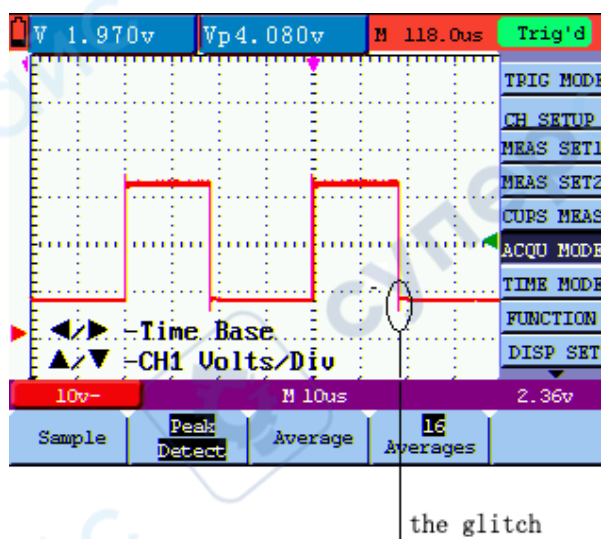 V 1.970v Vp4.080v M 118.0us Trig'd
TRIG MODE
CH SETUP
MEAS SET1
MEAS SET2
CURS MEAS
ACQU MODE
TIME MODE
FUNCTION
DISP SET
◄/► -Time Base
▲/▼ -CH1 Volts/Div
10v- M 10us 2.36v
Sample Peak Detect Average 16 Averages
the glitch
супер